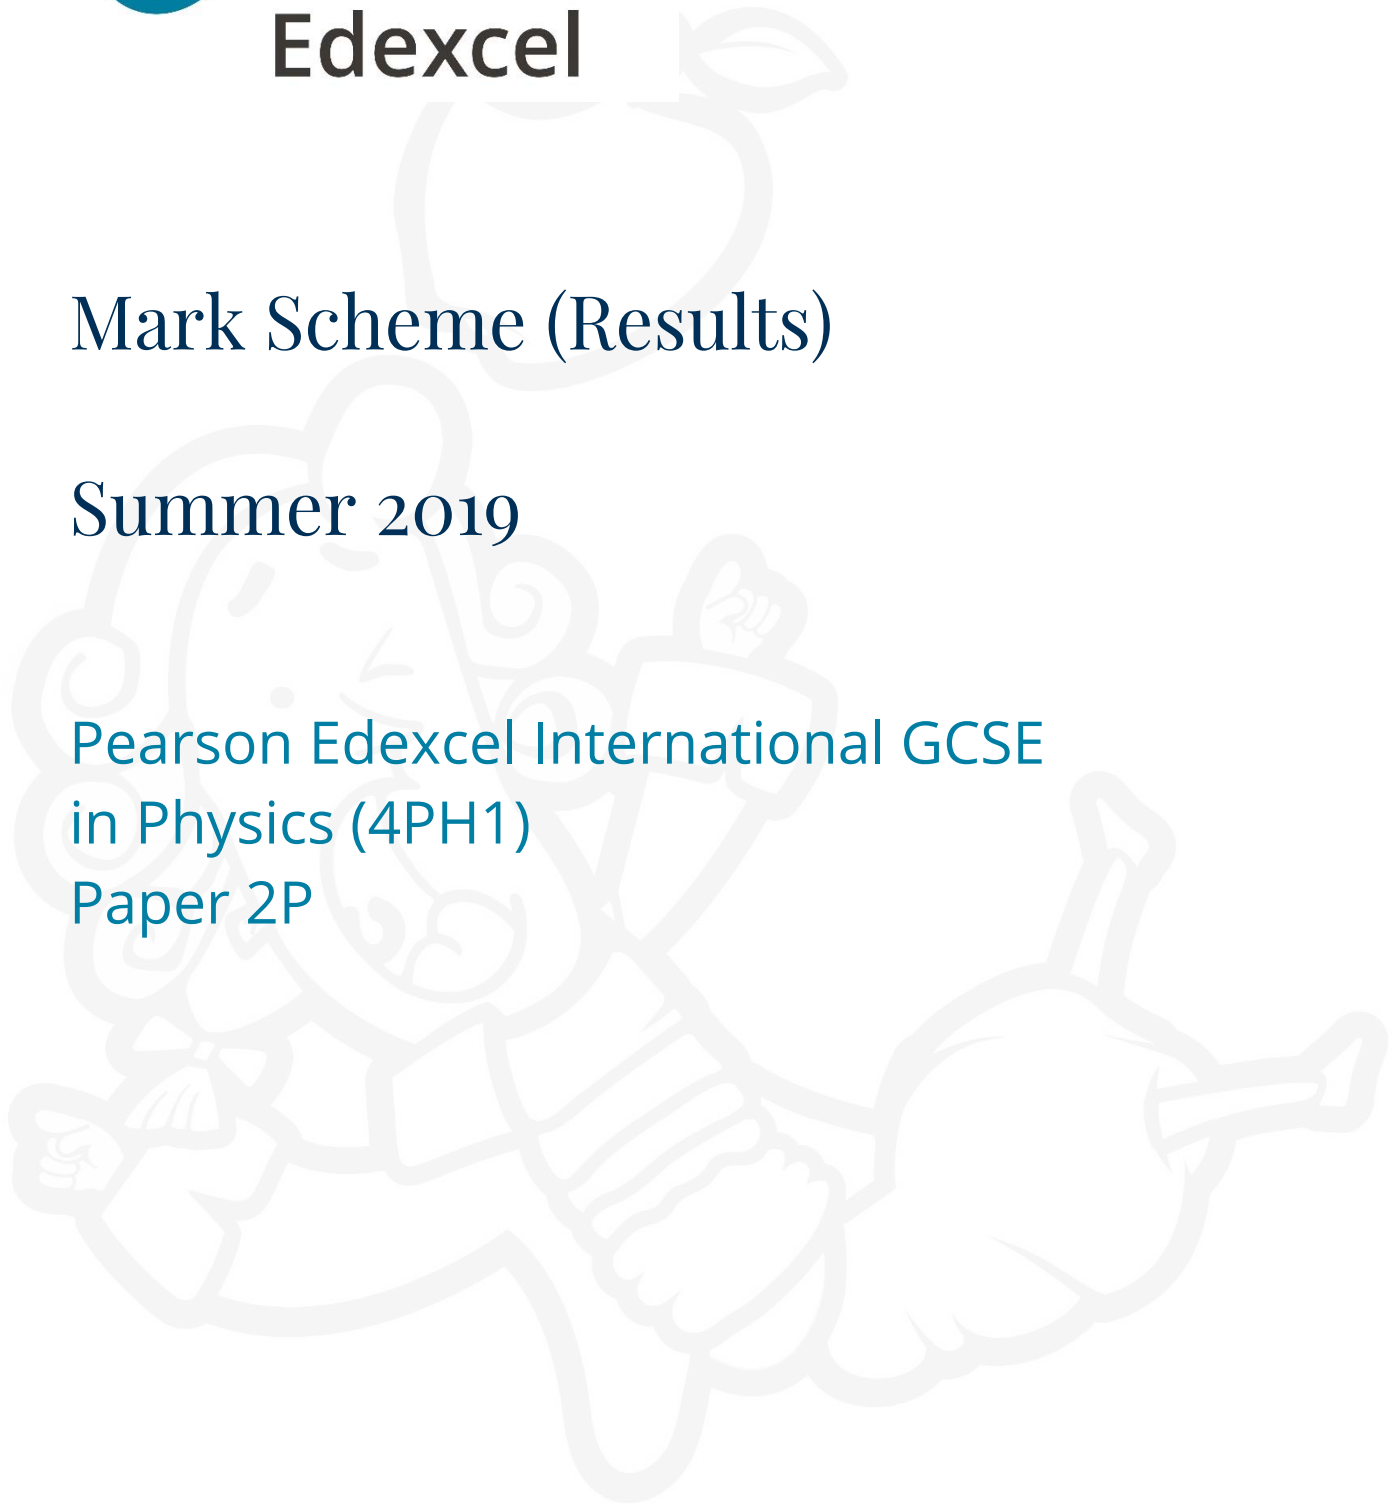 Edexcel
Mark Scheme (Results)
Summer 2019
Pearson Edexcel International GCSE
in Physics (4PH1)
Paper 2P